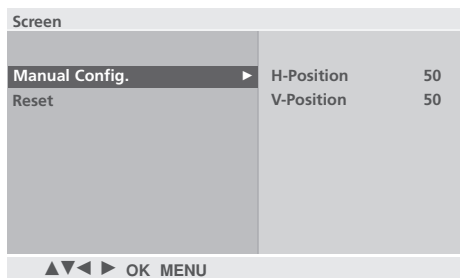 Screen
Manual Config. ► H-Position 50
Reset V-Position 50
▲▼◄ ► OK MENU